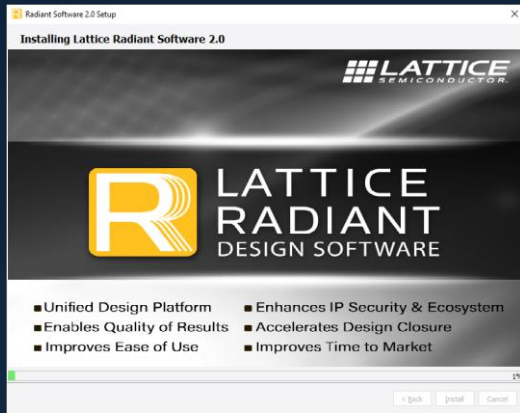 Radiant Software 2.0 Setup
Installing Lattice Radiant Software 2.0
LATTICE
SEMICONDUCTOR.
R
LATTICE
RADIANT
DESIGN SOFTWARE
■ Unified Design Platform
■ Enables Quality of Results
■ Improves Ease of Use
■ Enhances IP Security & Ecosystem
■ Accelerates Design Closure
■ Improves Time to Market
1%
< Back
Install
Cancel